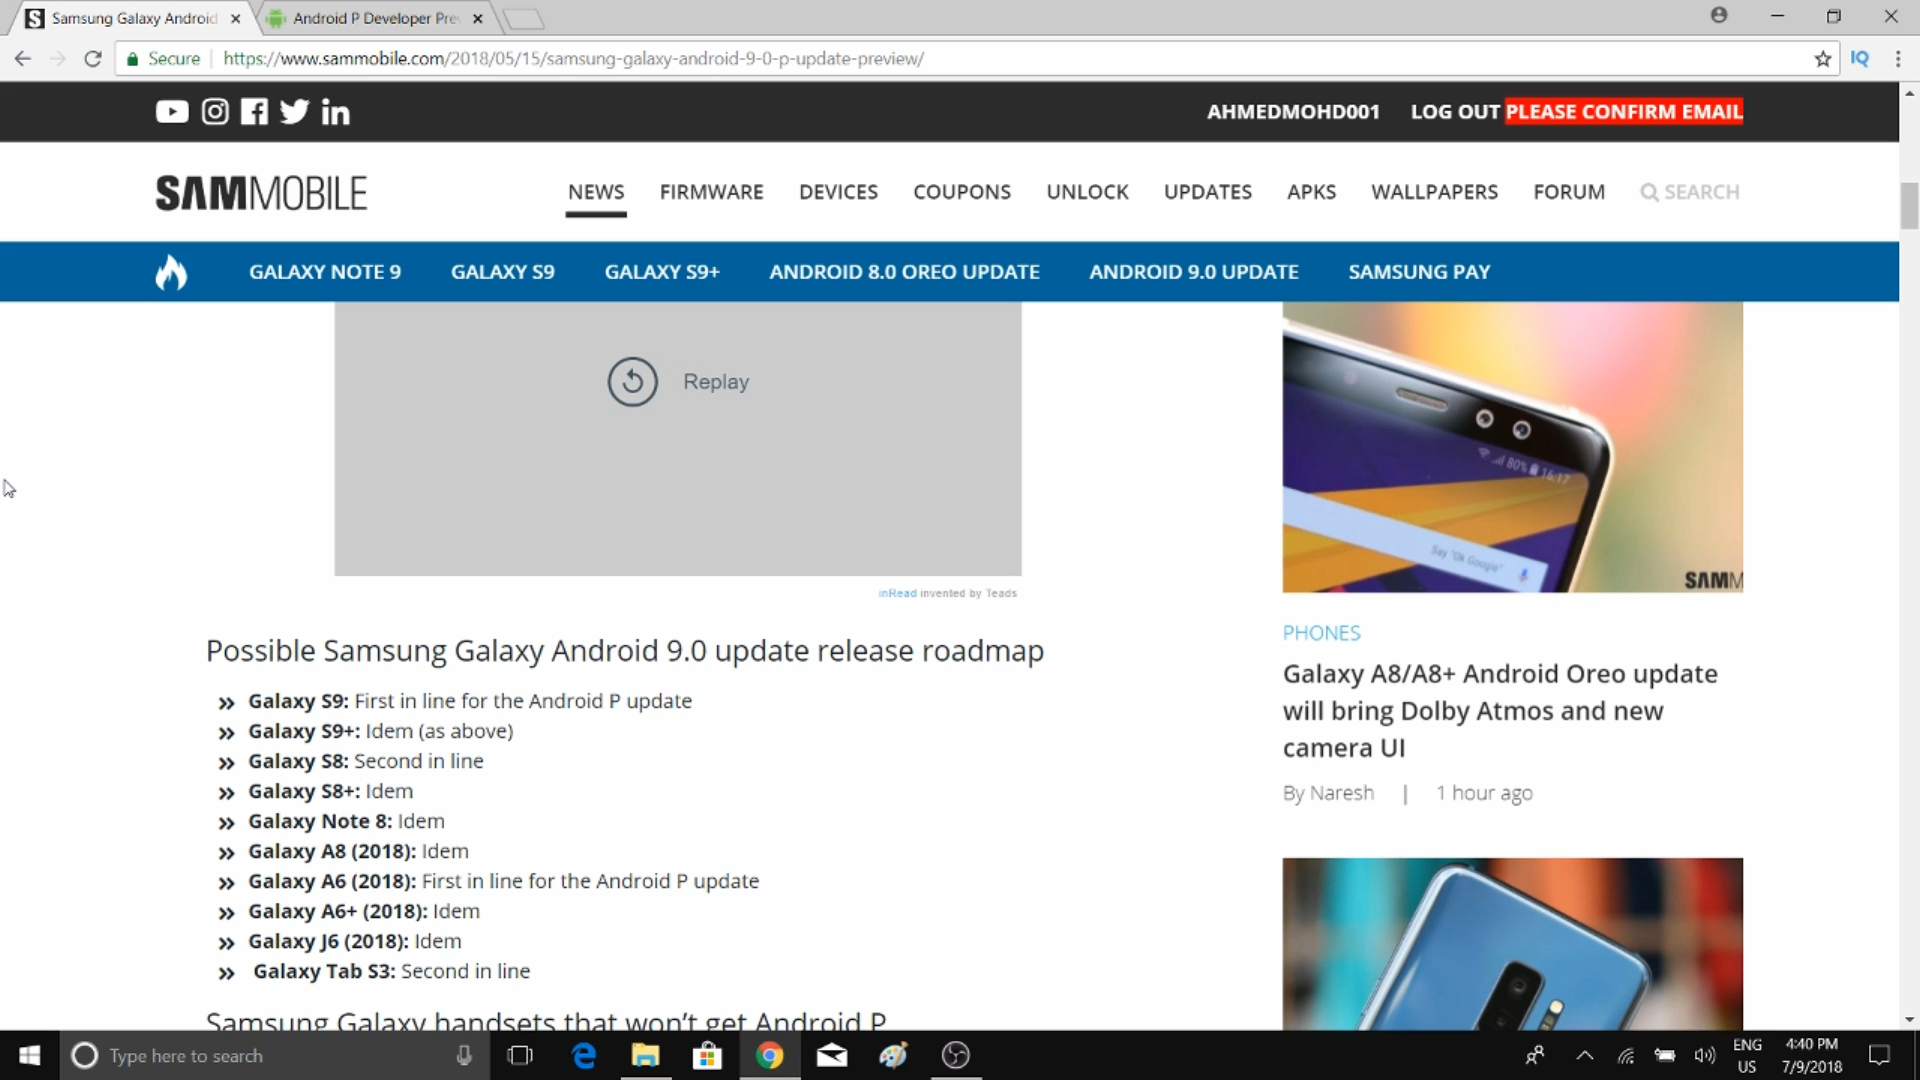 Samsung Galaxy Android
Android P Developer Pre
Secure
https://www.sammobile.com/2018/05/15/samsung-galaxy-android-9-0-p-update-preview/
IQ
AHMEDMOHD001 LOG OUT PLEASE CONFIRM EMAIL
SAMMOBILE
NEWS FIRMWARE DEVICES COUPONS UNLOCK UPDATES APKS WALLPAPERS FORUM SEARCH
GALAXY NOTE 9 GALAXY S9 GALAXY S9+ ANDROID 8.0 OREO UPDATE ANDROID 9.0 UPDATE SAMSUNG PAY
Replay
inRead invented by Teads
Possible Samsung Galaxy Android 9.0 update release roadmap
» Galaxy S9: First in line for the Android P update
» Galaxy S9+: Idem (as above)
» Galaxy S8: Second in line
» Galaxy S8+: Idem
» Galaxy Note 8: Idem
» Galaxy A8 (2018): Idem
» Galaxy A6 (2018): First in line for the Android P update
» Galaxy A6+ (2018): Idem
» Galaxy J6 (2018): Idem
» Galaxy Tab S3: Second in line
Samsung Galaxy handsets that won't get Android P
80% 16:17
Say "Ok Google"
SAMM
PHONES
Galaxy A8/A8+ Android Oreo update
will bring Dolby Atmos and new
camera UI
By Naresh | 1 hour ago
Type here to search
ENG
US
4:40 PM
7/9/2018